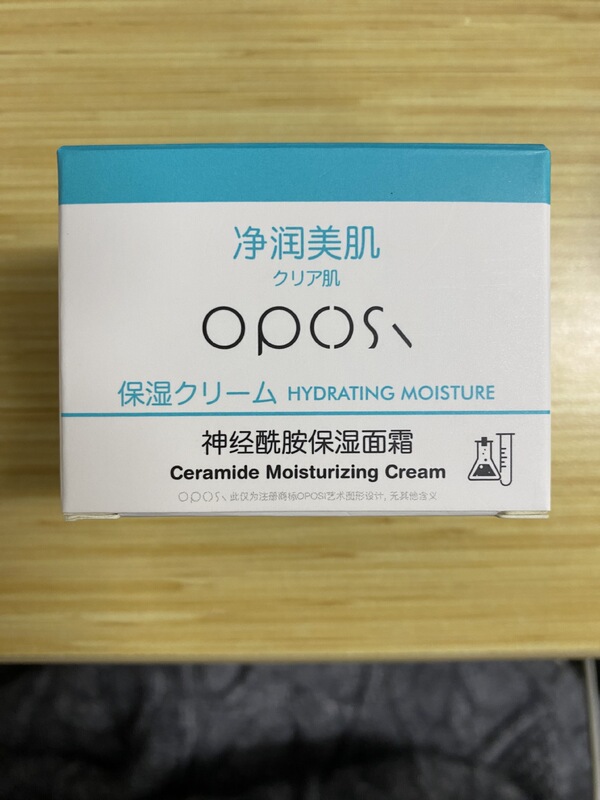 净润美肌
クリア肌
OPOSI
保湿クリーム HYDRATING MOISTURE
神经酰胺保湿面霜
Ceramide Moisturizing Cream
OPOSI 此仅为注册商标OPOSI艺术图形设计, 无其他含义